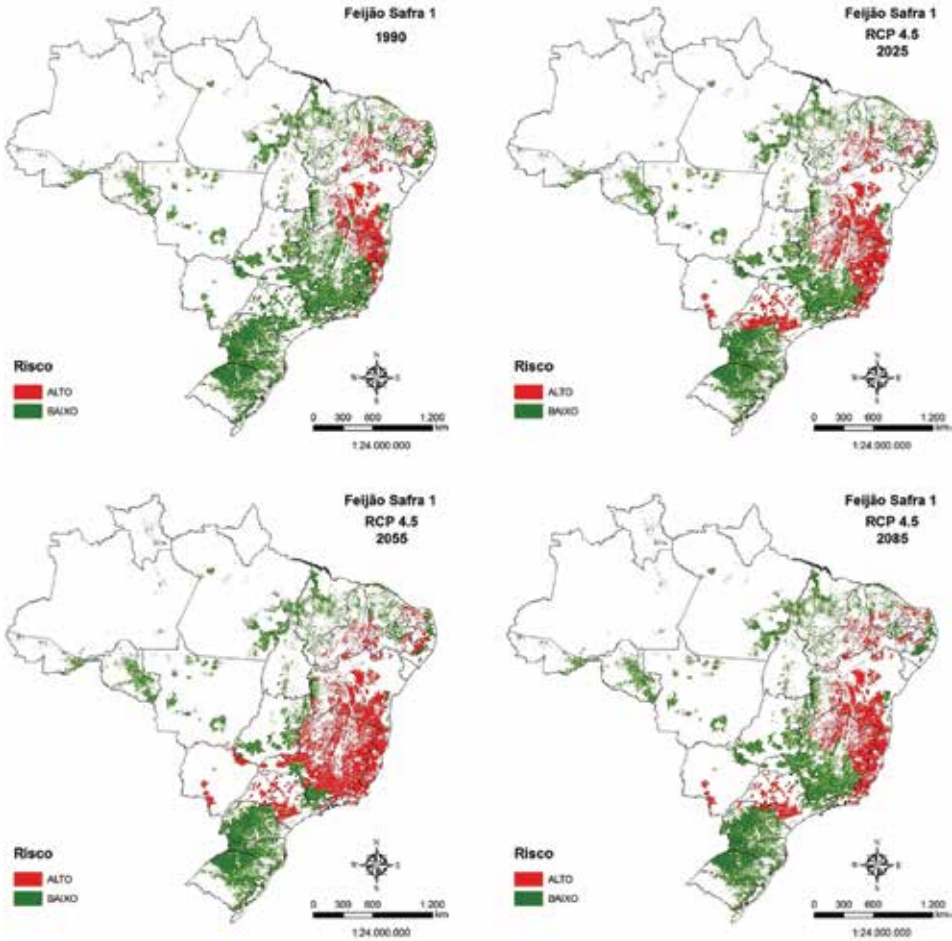 Feijão Safra 1
1990
Risco
ALTO
BAIXO
N
W
S
S
0 300 600 1.200
km
1:24.000.000
Feijão Safra 1
RCP 4.5
2025
Risco
ALTO
BAIXO
N
W
E
S
0 300 600 1.200
km
1:24.000.000
Feijão Safra 1
RCP 4.5
2055
Risco
ALTO
BAIXO
N
W
S
S
0 300 600 1.200
km
1:24.000.000
Feijão Safra 1
RCP 4.5
2085
Risco
ALTO
BAIXO
N
W
E
S
0 300 600 1.200
km
1:24.000.000